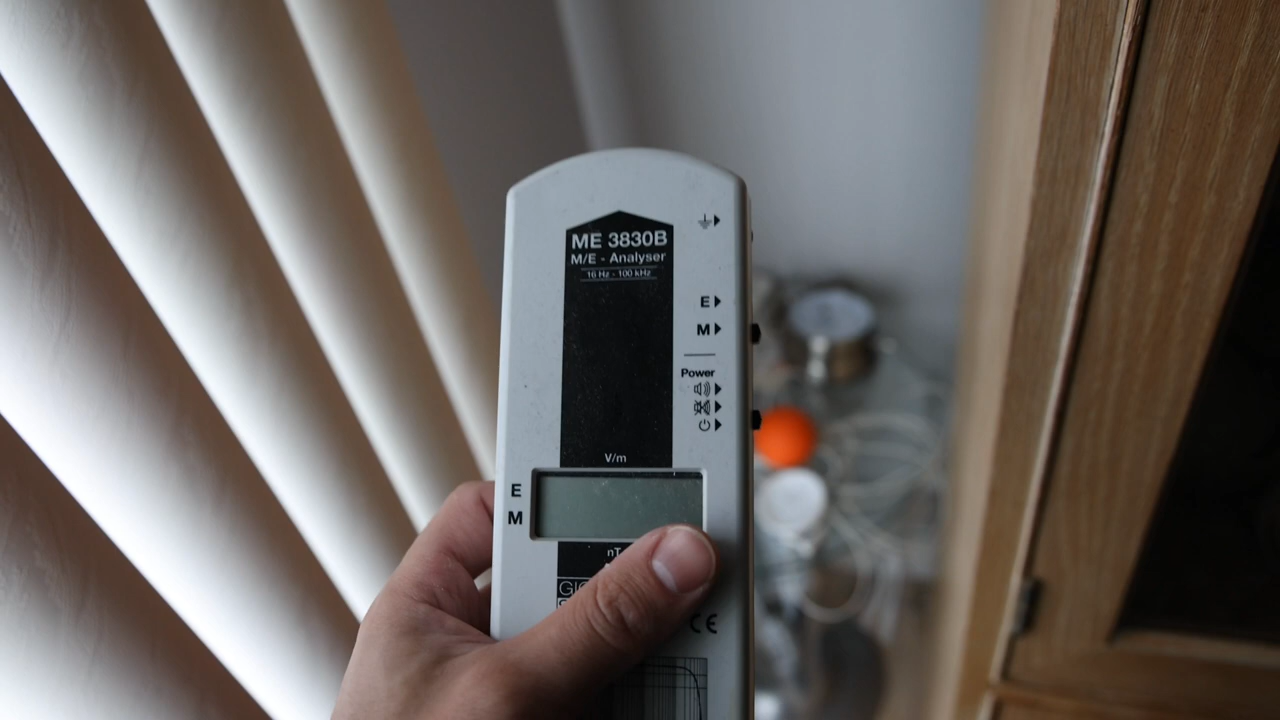 ME 3830B
M/E - Analyser
16 Hz - 100 kHz
E
M
Power
V/m
E
M
nT
CE